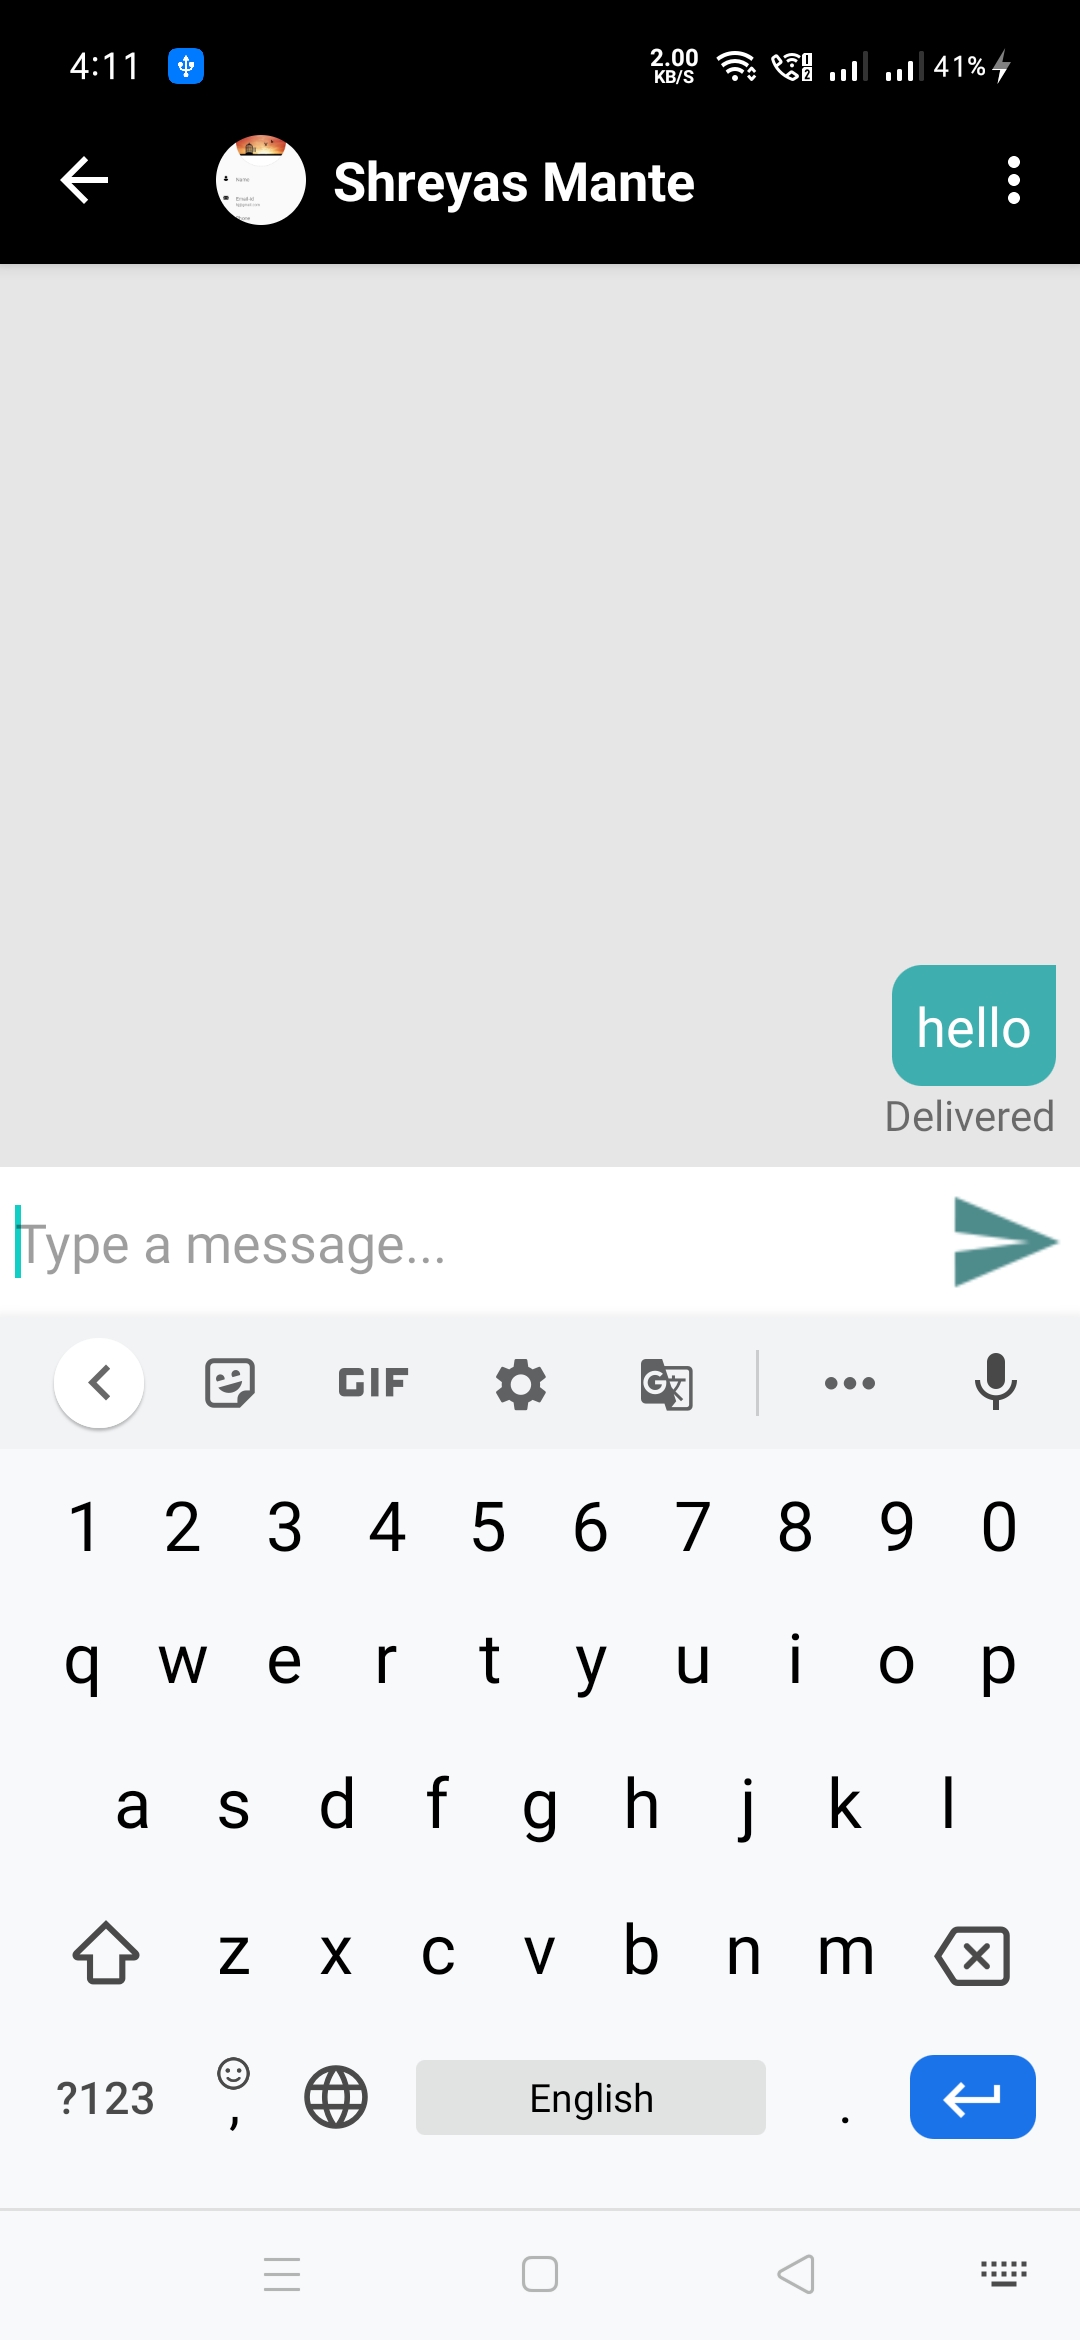 4:11 2.00 KB/S 41%
Shreyas Mante
hello
Delivered
Type a message...
GIF
1 2 3 4 5 6 7 8 9 0
q w e r t y u i o p
a s d f g h j k l
z x c v b n m
?123 , English .